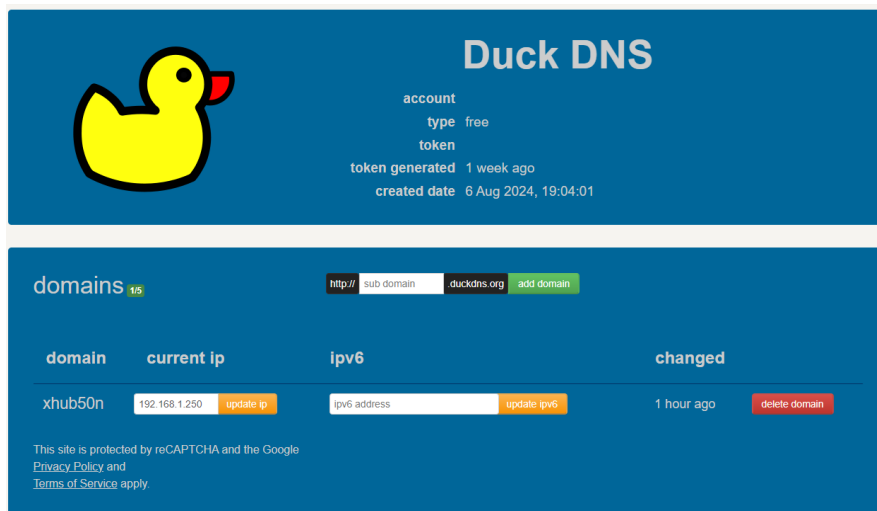 Duck DNS
account
type free
token
token generated 1 week ago
created date 6 Aug 2024, 19:04:01
domains 1/5
http:// sub domain .duckdns.org add domain
domain current ip ipv6 changed
xhub50n 192.168.1.250 update ip ipv6 address update ipv6 1 hour ago delete domain
This site is protected by reCAPTCHA and the Google
Privacy Policy and
Terms of Service apply.